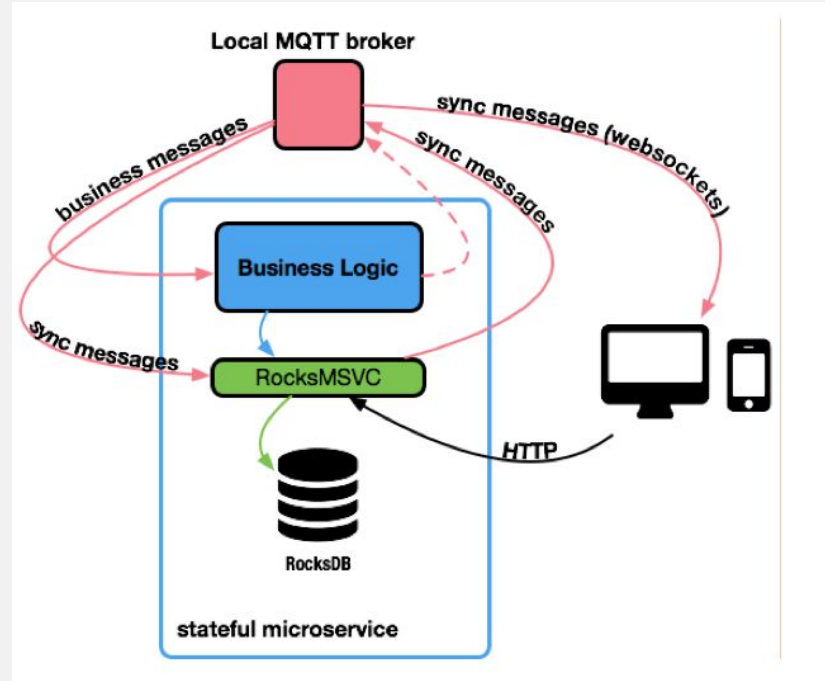 Local MQTT broker
sync messages (websockets)
business messages
sync messages
Business Logic
sync messages
RocksMSVC
HTTP
RocksDB
stateful microservice